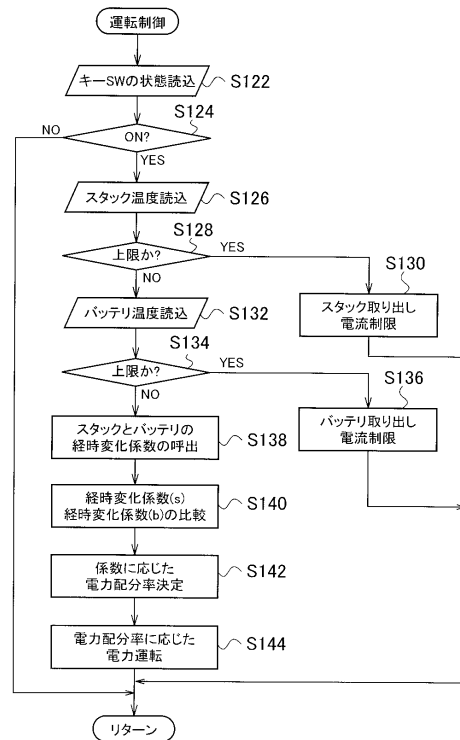 運転制御
キーSWの状態読込
S122
S124
NO
ON?
YES
スタック温度読込
S126
S128
上限か?
YES
NO
S130
スタック取り出し
電流制限
バッテリ温度読込
S132
S134
上限か?
YES
NO
S136
バッテリ取り出し
電流制限
スタックとバッテリの
経時変化係数の呼出
S138
経時変化係数(s)
経時変化係数(b)の比較
S140
係数に応じた
電力配分率決定
S142
電力配分率に応じた
電力運転
S144
リターン